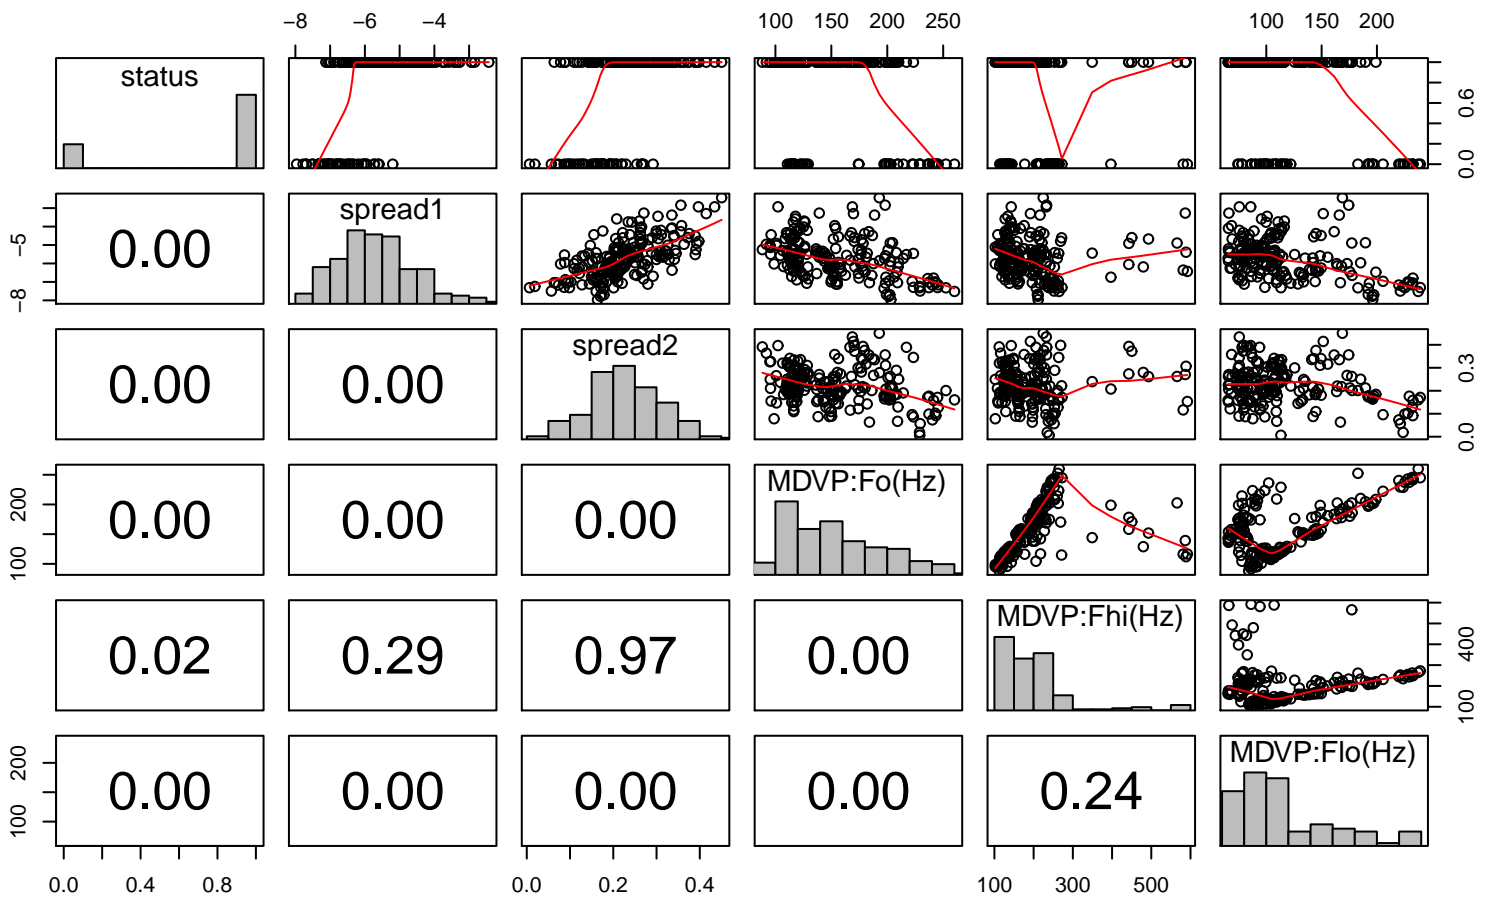 −8 −6 −4 100 150 200 250 100 150 200
status 0.0 0.6
−8 −5 0.00 spread1
0.00 0.00 spread2 0.0 0.3
100 200 0.00 0.00 0.00 MDVP:Fo(Hz)
0.02 0.29 0.97 0.00 MDVP:Fhi(Hz) 100 400
100 200 0.00 0.00 0.00 0.00 0.24 MDVP:Flo(Hz)
0.0 0.4 0.8 0.0 0.2 0.4 100 300 500